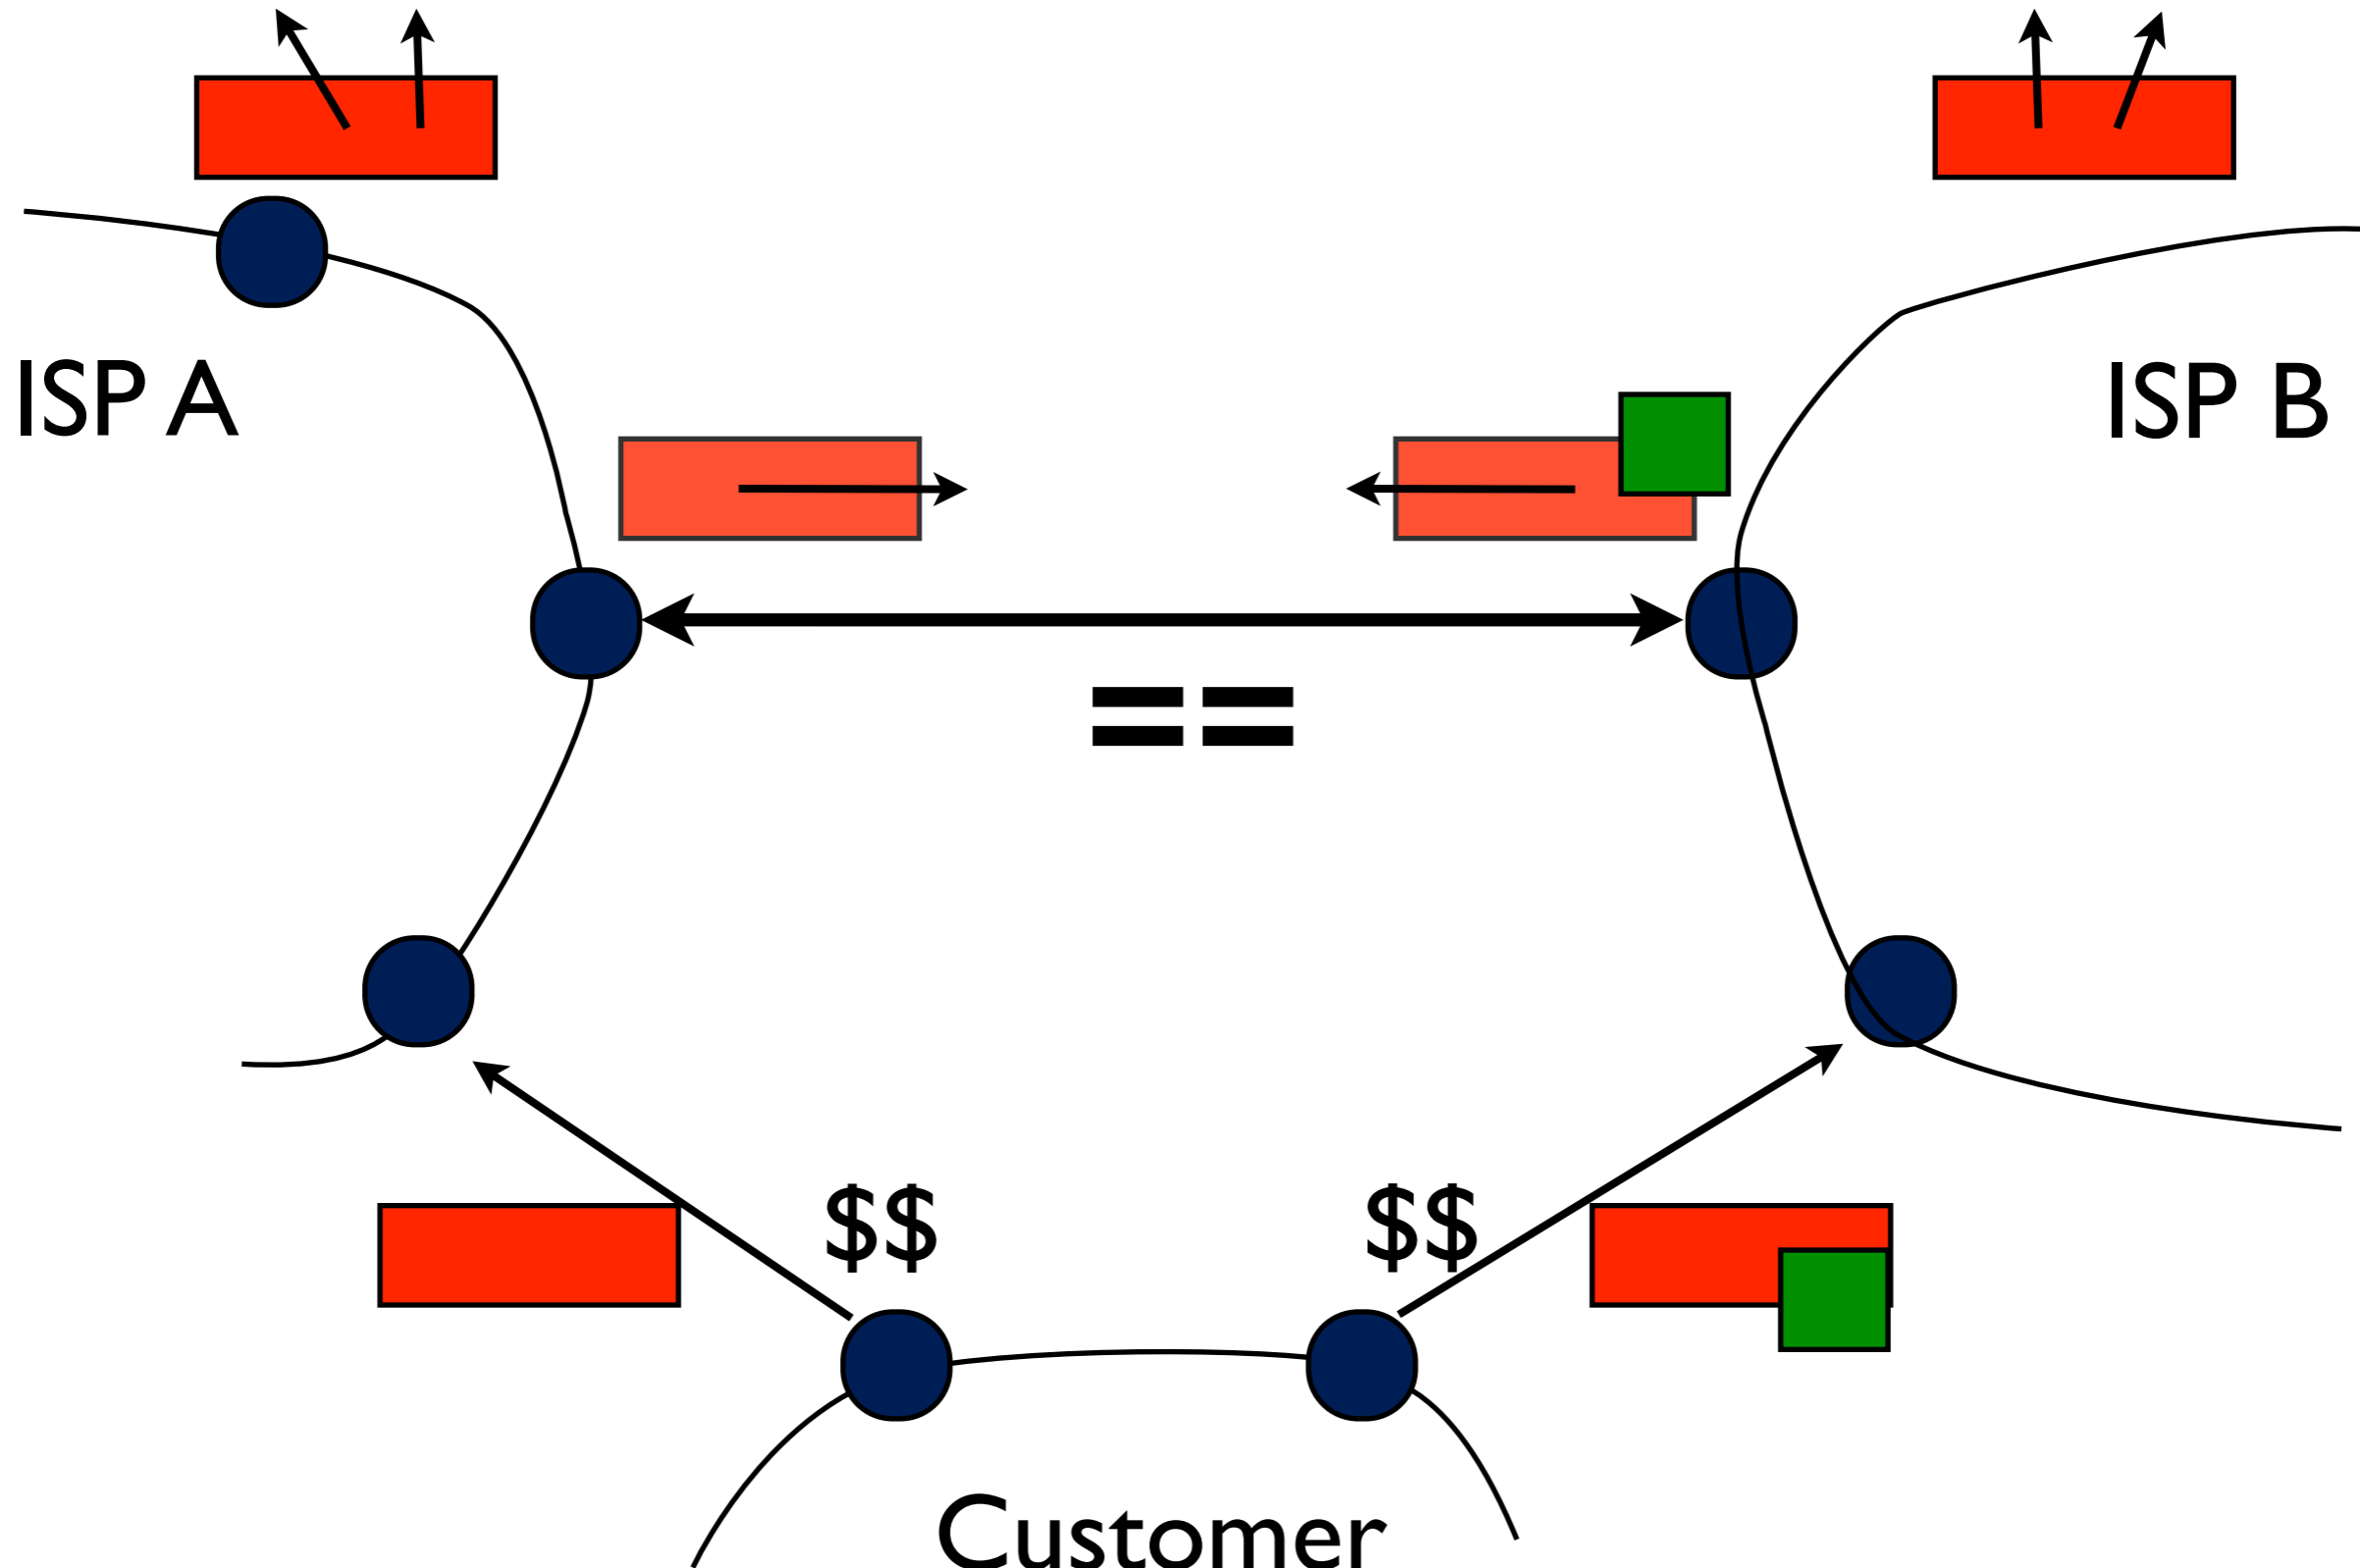 ISP A
ISP B
==
$$
$$
Customer